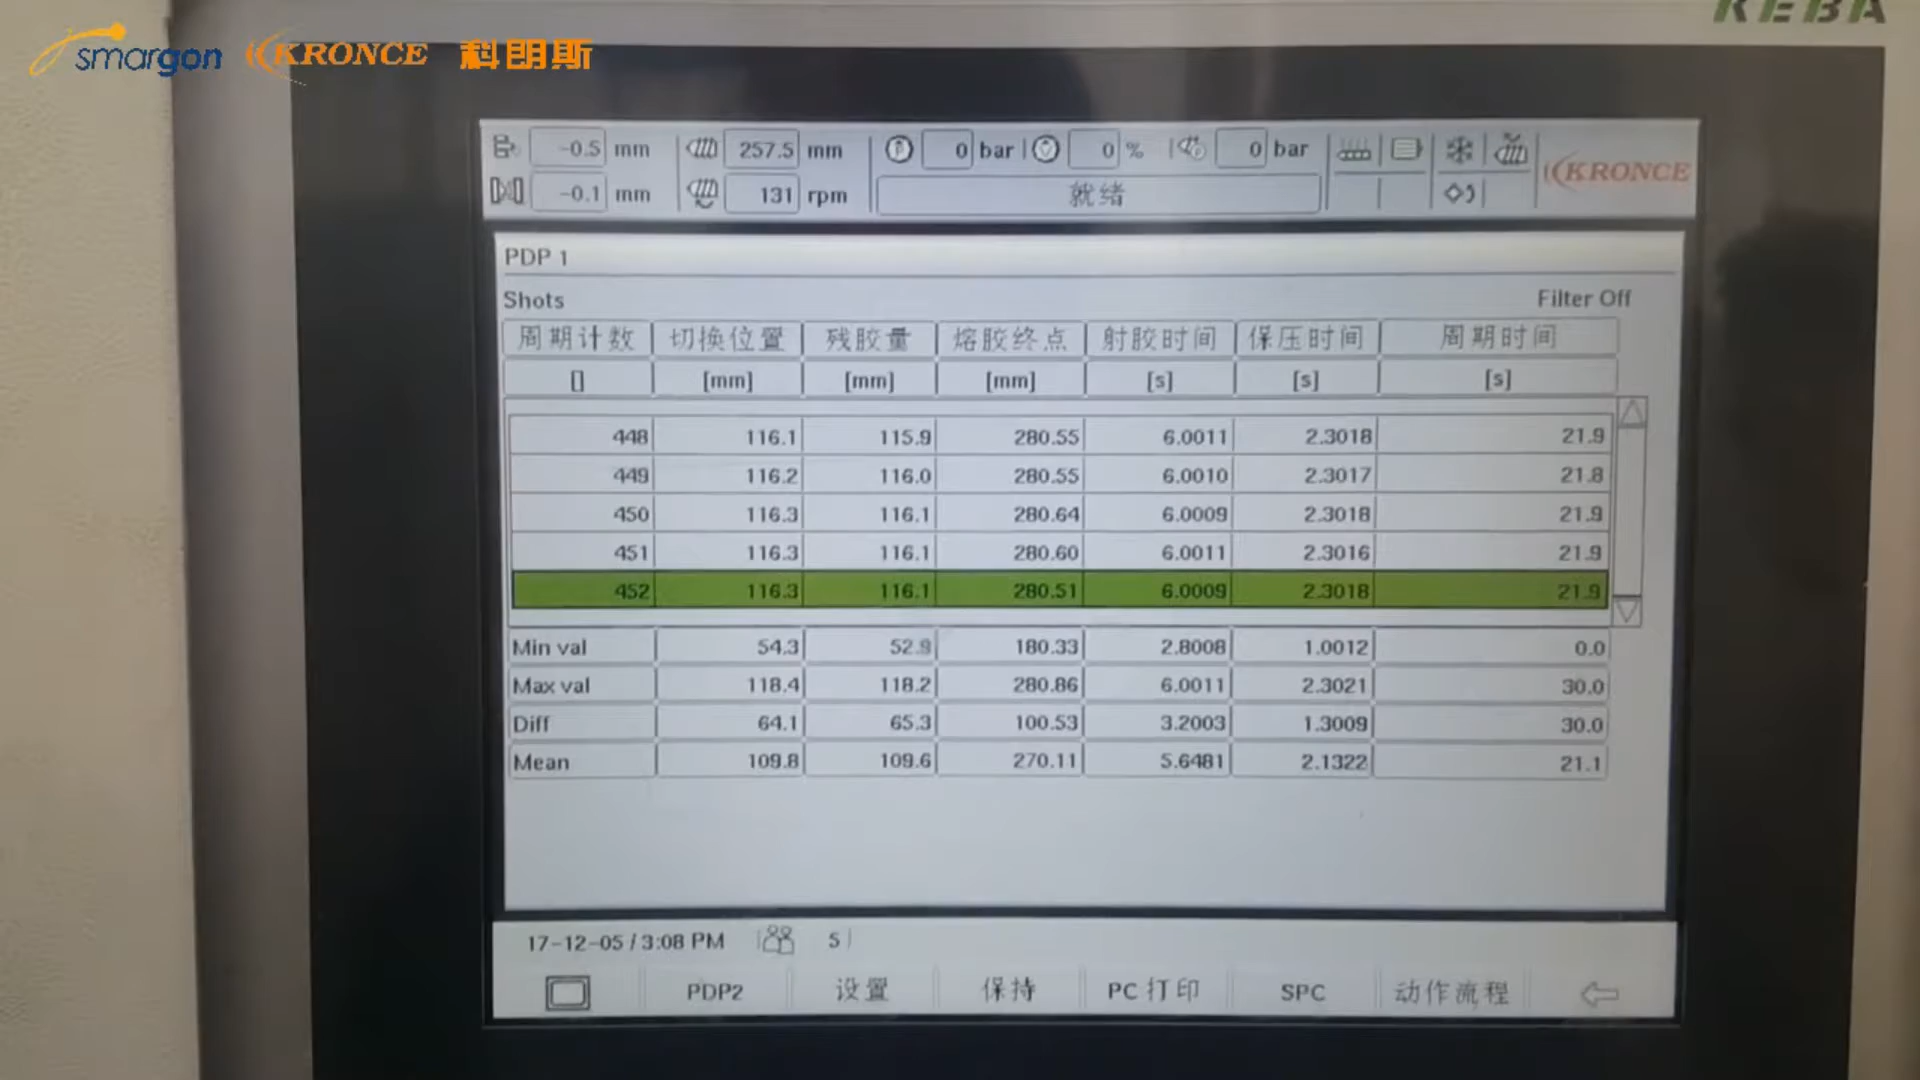 smargon KRONCE 科朗斯
KEBA
-0.5 mm 257.5 mm 0 bar 0 % 0 bar
KRONCE
-0.1 mm 131 rpm 就绪
PDP 1
Shots Filter Off
周期计数 切换位置 残胶量 熔胶终点 射胶时间 保压时间 周期时间
[] [mm] [mm] [mm] [s] [s] [s]
448 116.1 115.9 280.55 6.0011 2.3018 21.9
449 116.2 116.0 280.55 6.0010 2.3017 21.8
450 116.3 116.1 280.64 6.0009 2.3018 21.9
451 116.3 116.1 280.60 6.0011 2.3016 21.9
452 116.3 116.1 280.51 6.0009 2.3018 21.9
Min val 54.3 52.9 180.33 2.8008 1.0012 0.0
Max val 118.4 118.2 280.86 6.0011 2.3021 30.0
Diff 64.1 65.3 100.53 3.2003 1.3009 30.0
Mean 109.8 109.6 270.11 5.6481 2.1322 21.1
17-12-05 / 3:08 PM 5
PDP2 设置 保持 PC 打印 SPC 动作流程